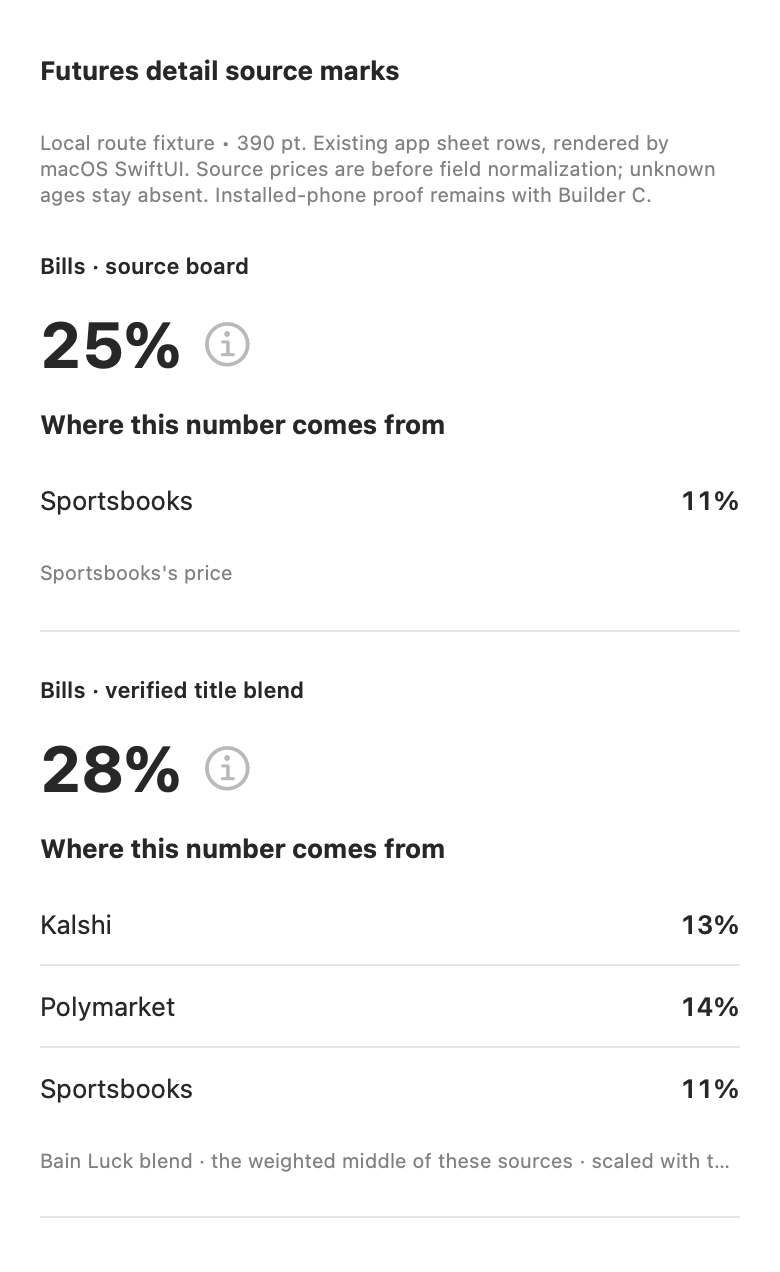 Futures detail source marks
Local route fixture • 390 pt. Existing app sheet rows, rendered by
macOS SwiftUI. Source prices are before field normalization; unknown
ages stay absent. Installed-phone proof remains with Builder C.
Bills · source board
25%
Where this number comes from
Sportsbooks 11%
Sportsbooks's price
Bills · verified title blend
28%
Where this number comes from
Kalshi 13%
Polymarket 14%
Sportsbooks 11%
Bain Luck blend · the weighted middle of these sources · scaled with t…